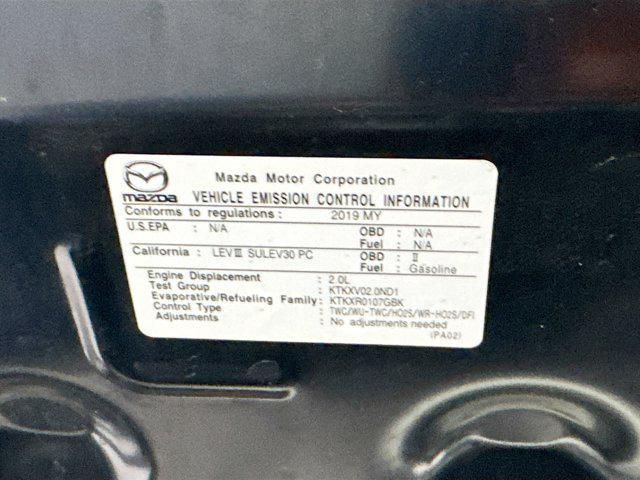 Mazda Motor Corporation
mazda VEHICLE EMISSION CONTROL INFORMATION
Conforms to regulations : 2019 MY
U.S.EPA : N/A OBD : N/A
Fuel : N/A
California : LEVⅢ SULEV30 PC OBD : Ⅱ
Fuel : Gasoline
Engine Displacement : 2.0L
Test Group : KTKXV02.0ND1
Evaporative/Refueling Family : KTKXR0107GBK
Control Type : TWC/WU-TWC/HO2S/WR-HO2S/DFI
Adjustments : No adjustments needed
(PA02)